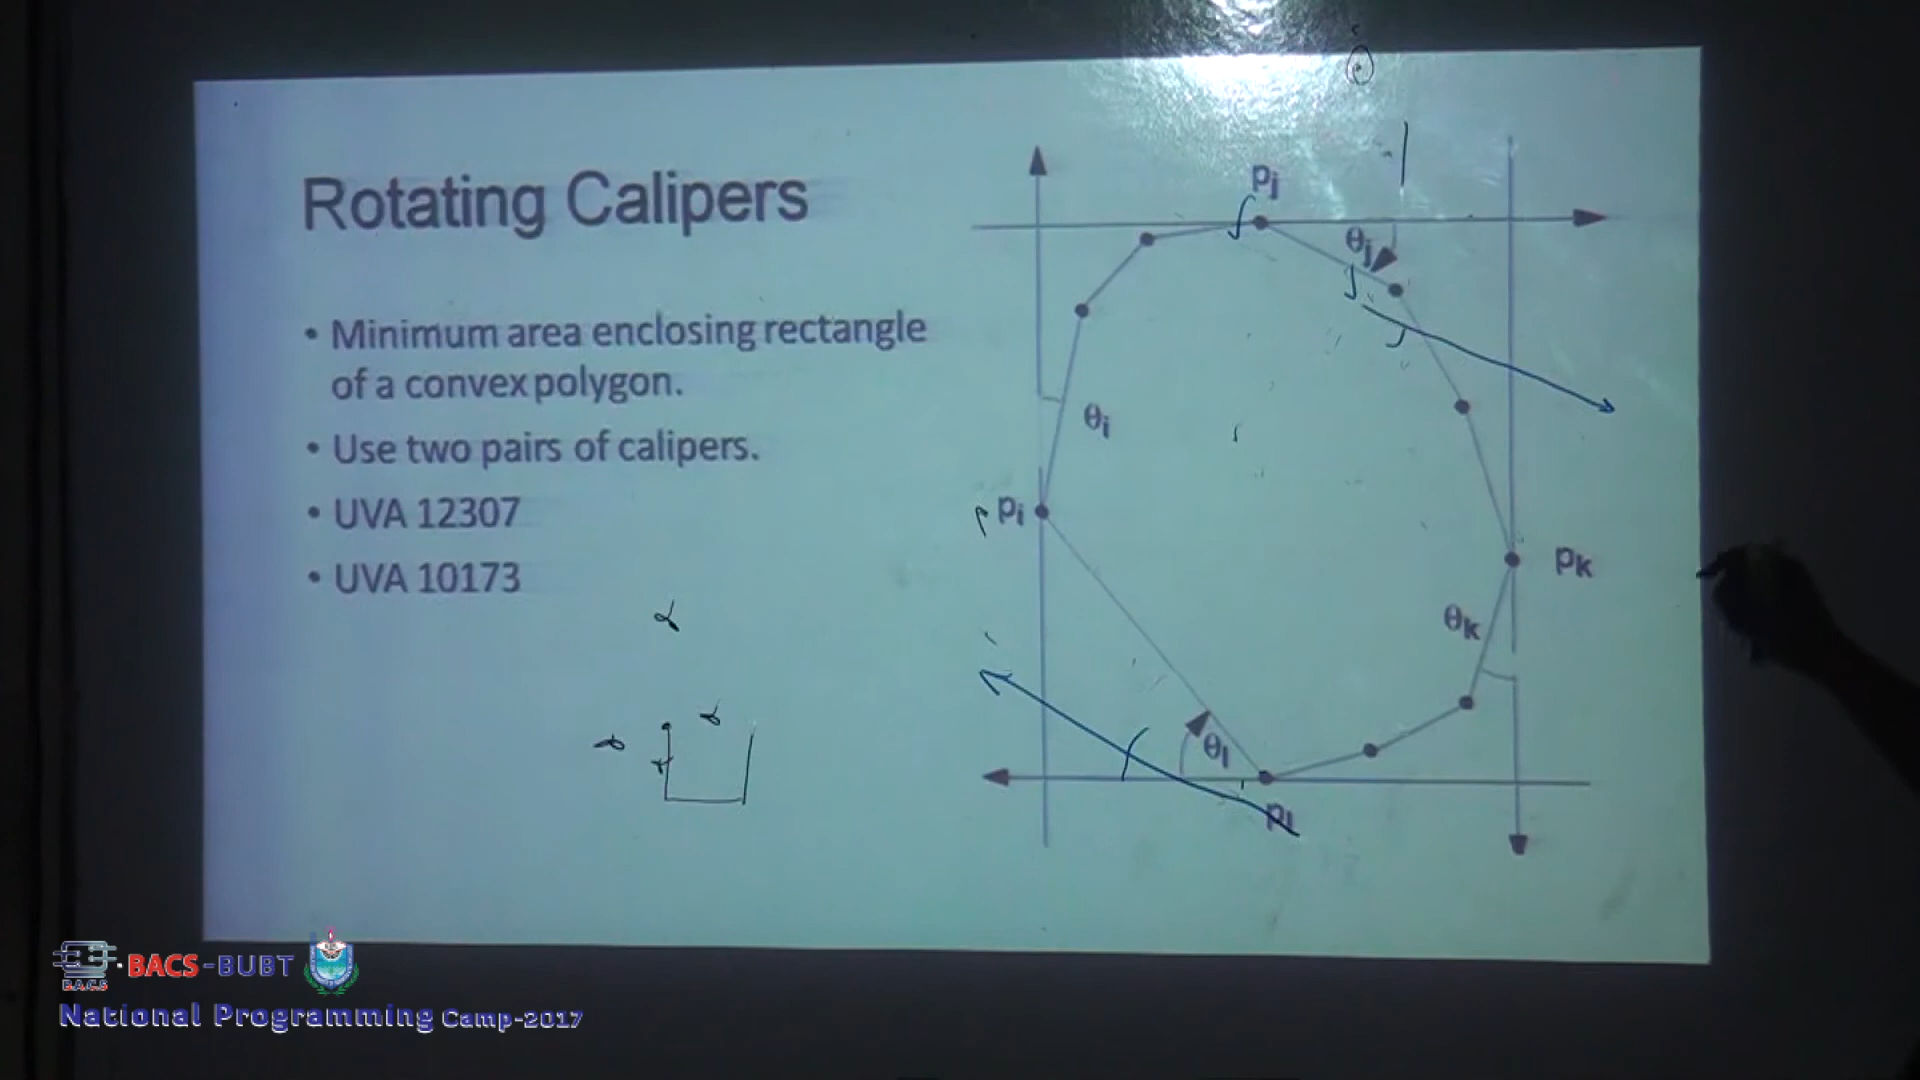 Rotating Calipers
• Minimum area enclosing rectangle
of a convex polygon.
• Use two pairs of calipers.
• UVA 12307
• UVA 10173
pj
θj
θi
pi
pk
θk
θl
pl
B.A.C.S
BACS-BUBT
National Programming Camp-2017